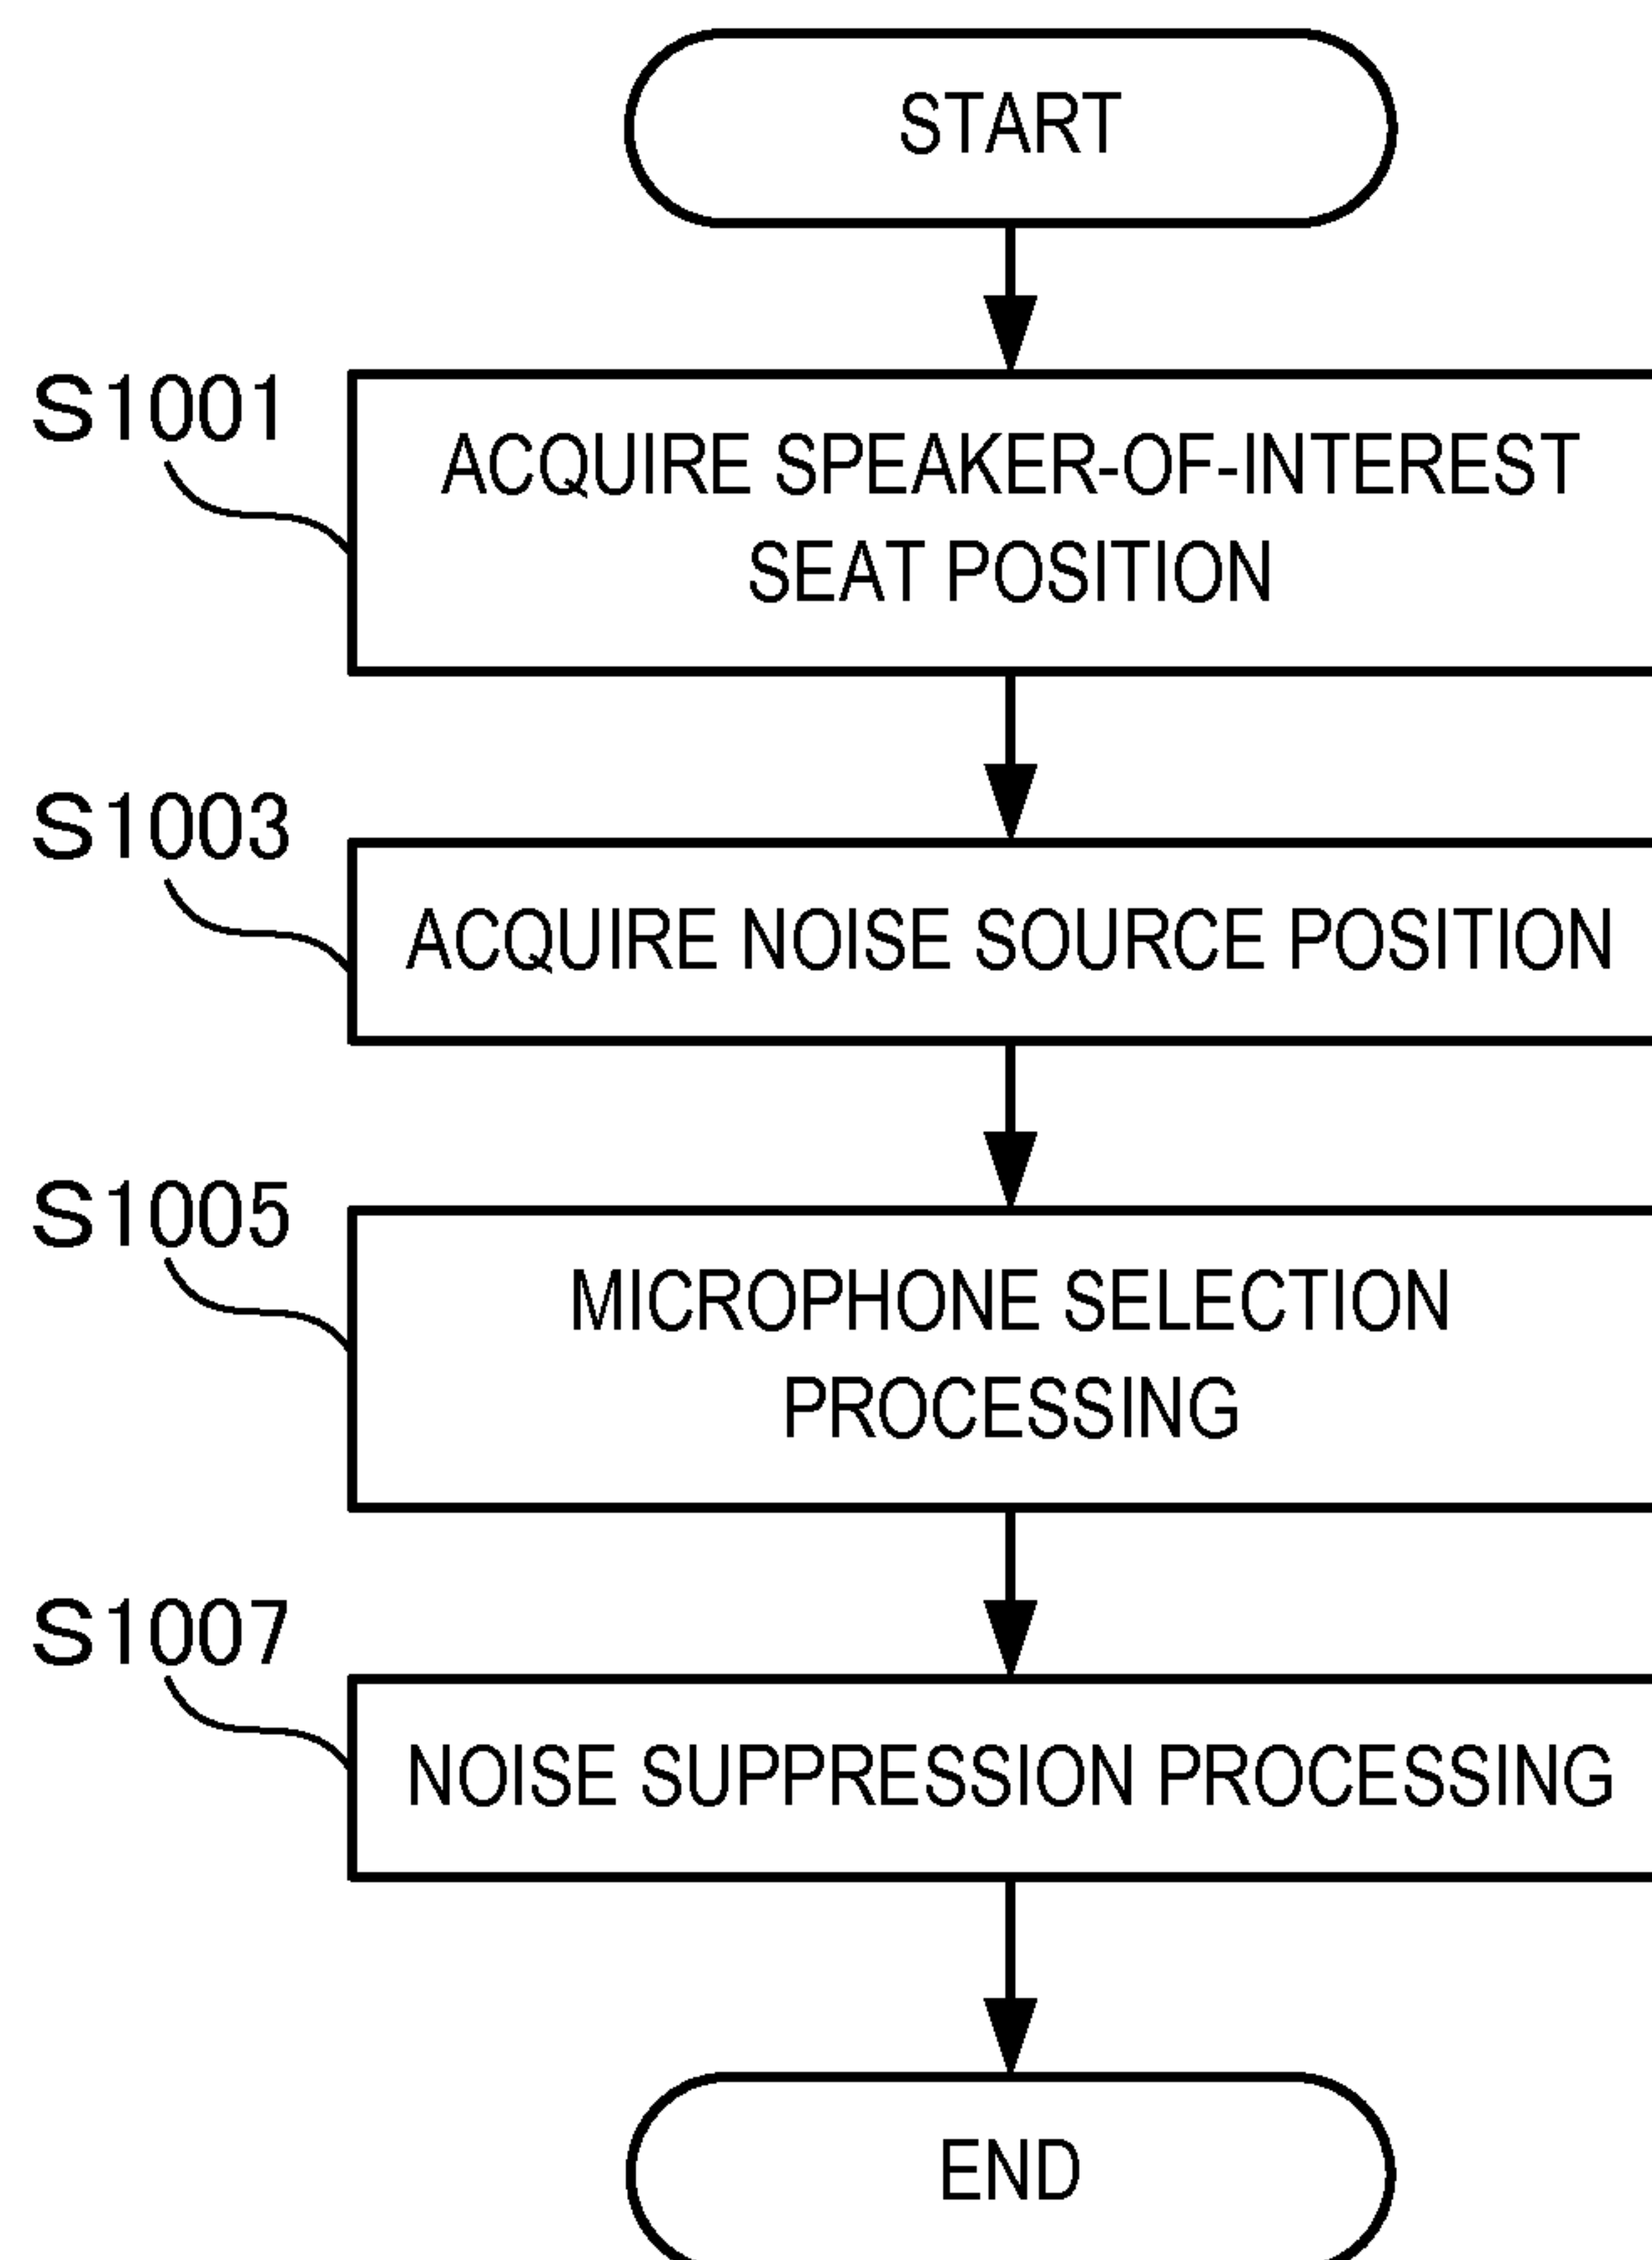 START
S1001
ACQUIRE SPEAKER-OF-INTEREST
SEAT POSITION
S1003
ACQUIRE NOISE SOURCE POSITION
S1005
MICROPHONE SELECTION
PROCESSING
S1007
NOISE SUPPRESSION PROCESSING
END